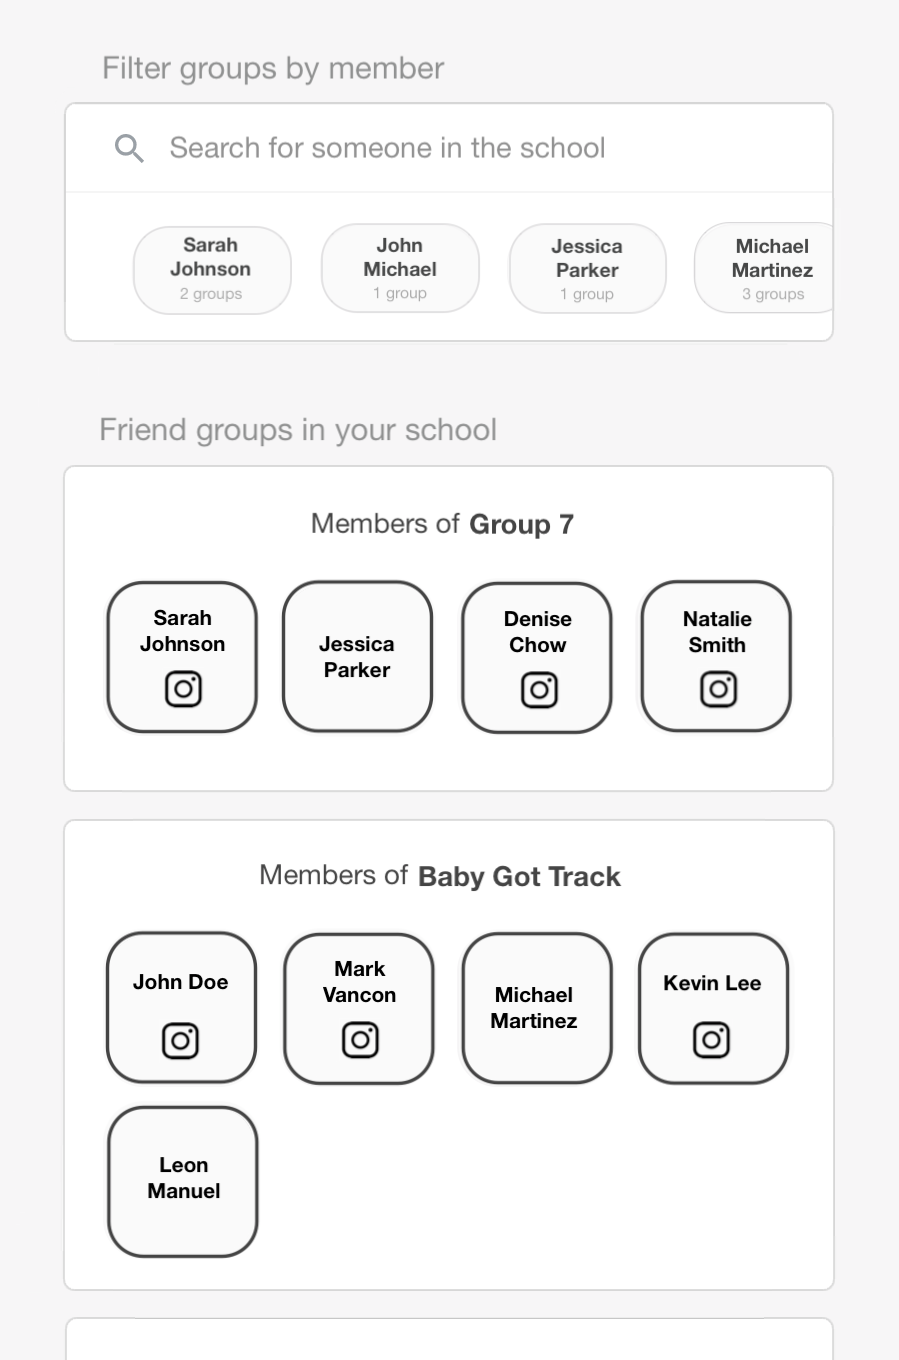 Filter groups by member
Search for someone in the school
Sarah
Johnson
2 groups
John
Michael
1 group
Jessica
Parker
1 group
Michael
Martinez
3 groups
Friend groups in your school
Members of Group 7
Sarah
Johnson
Jessica
Parker
Denise
Chow
Natalie
Smith
Members of Baby Got Track
John Doe
Mark
Vancon
Michael
Martinez
Kevin Lee
Leon
Manuel